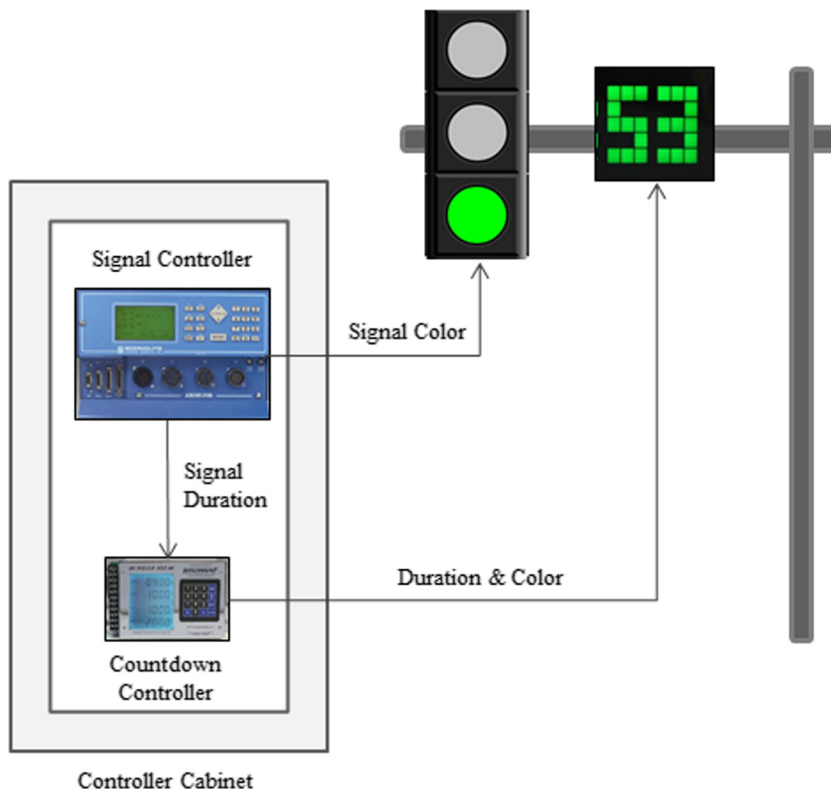 53
Signal Controller
Signal Color
Signal
Duration
Duration & Color
Countdown
Controller
Controller Cabinet